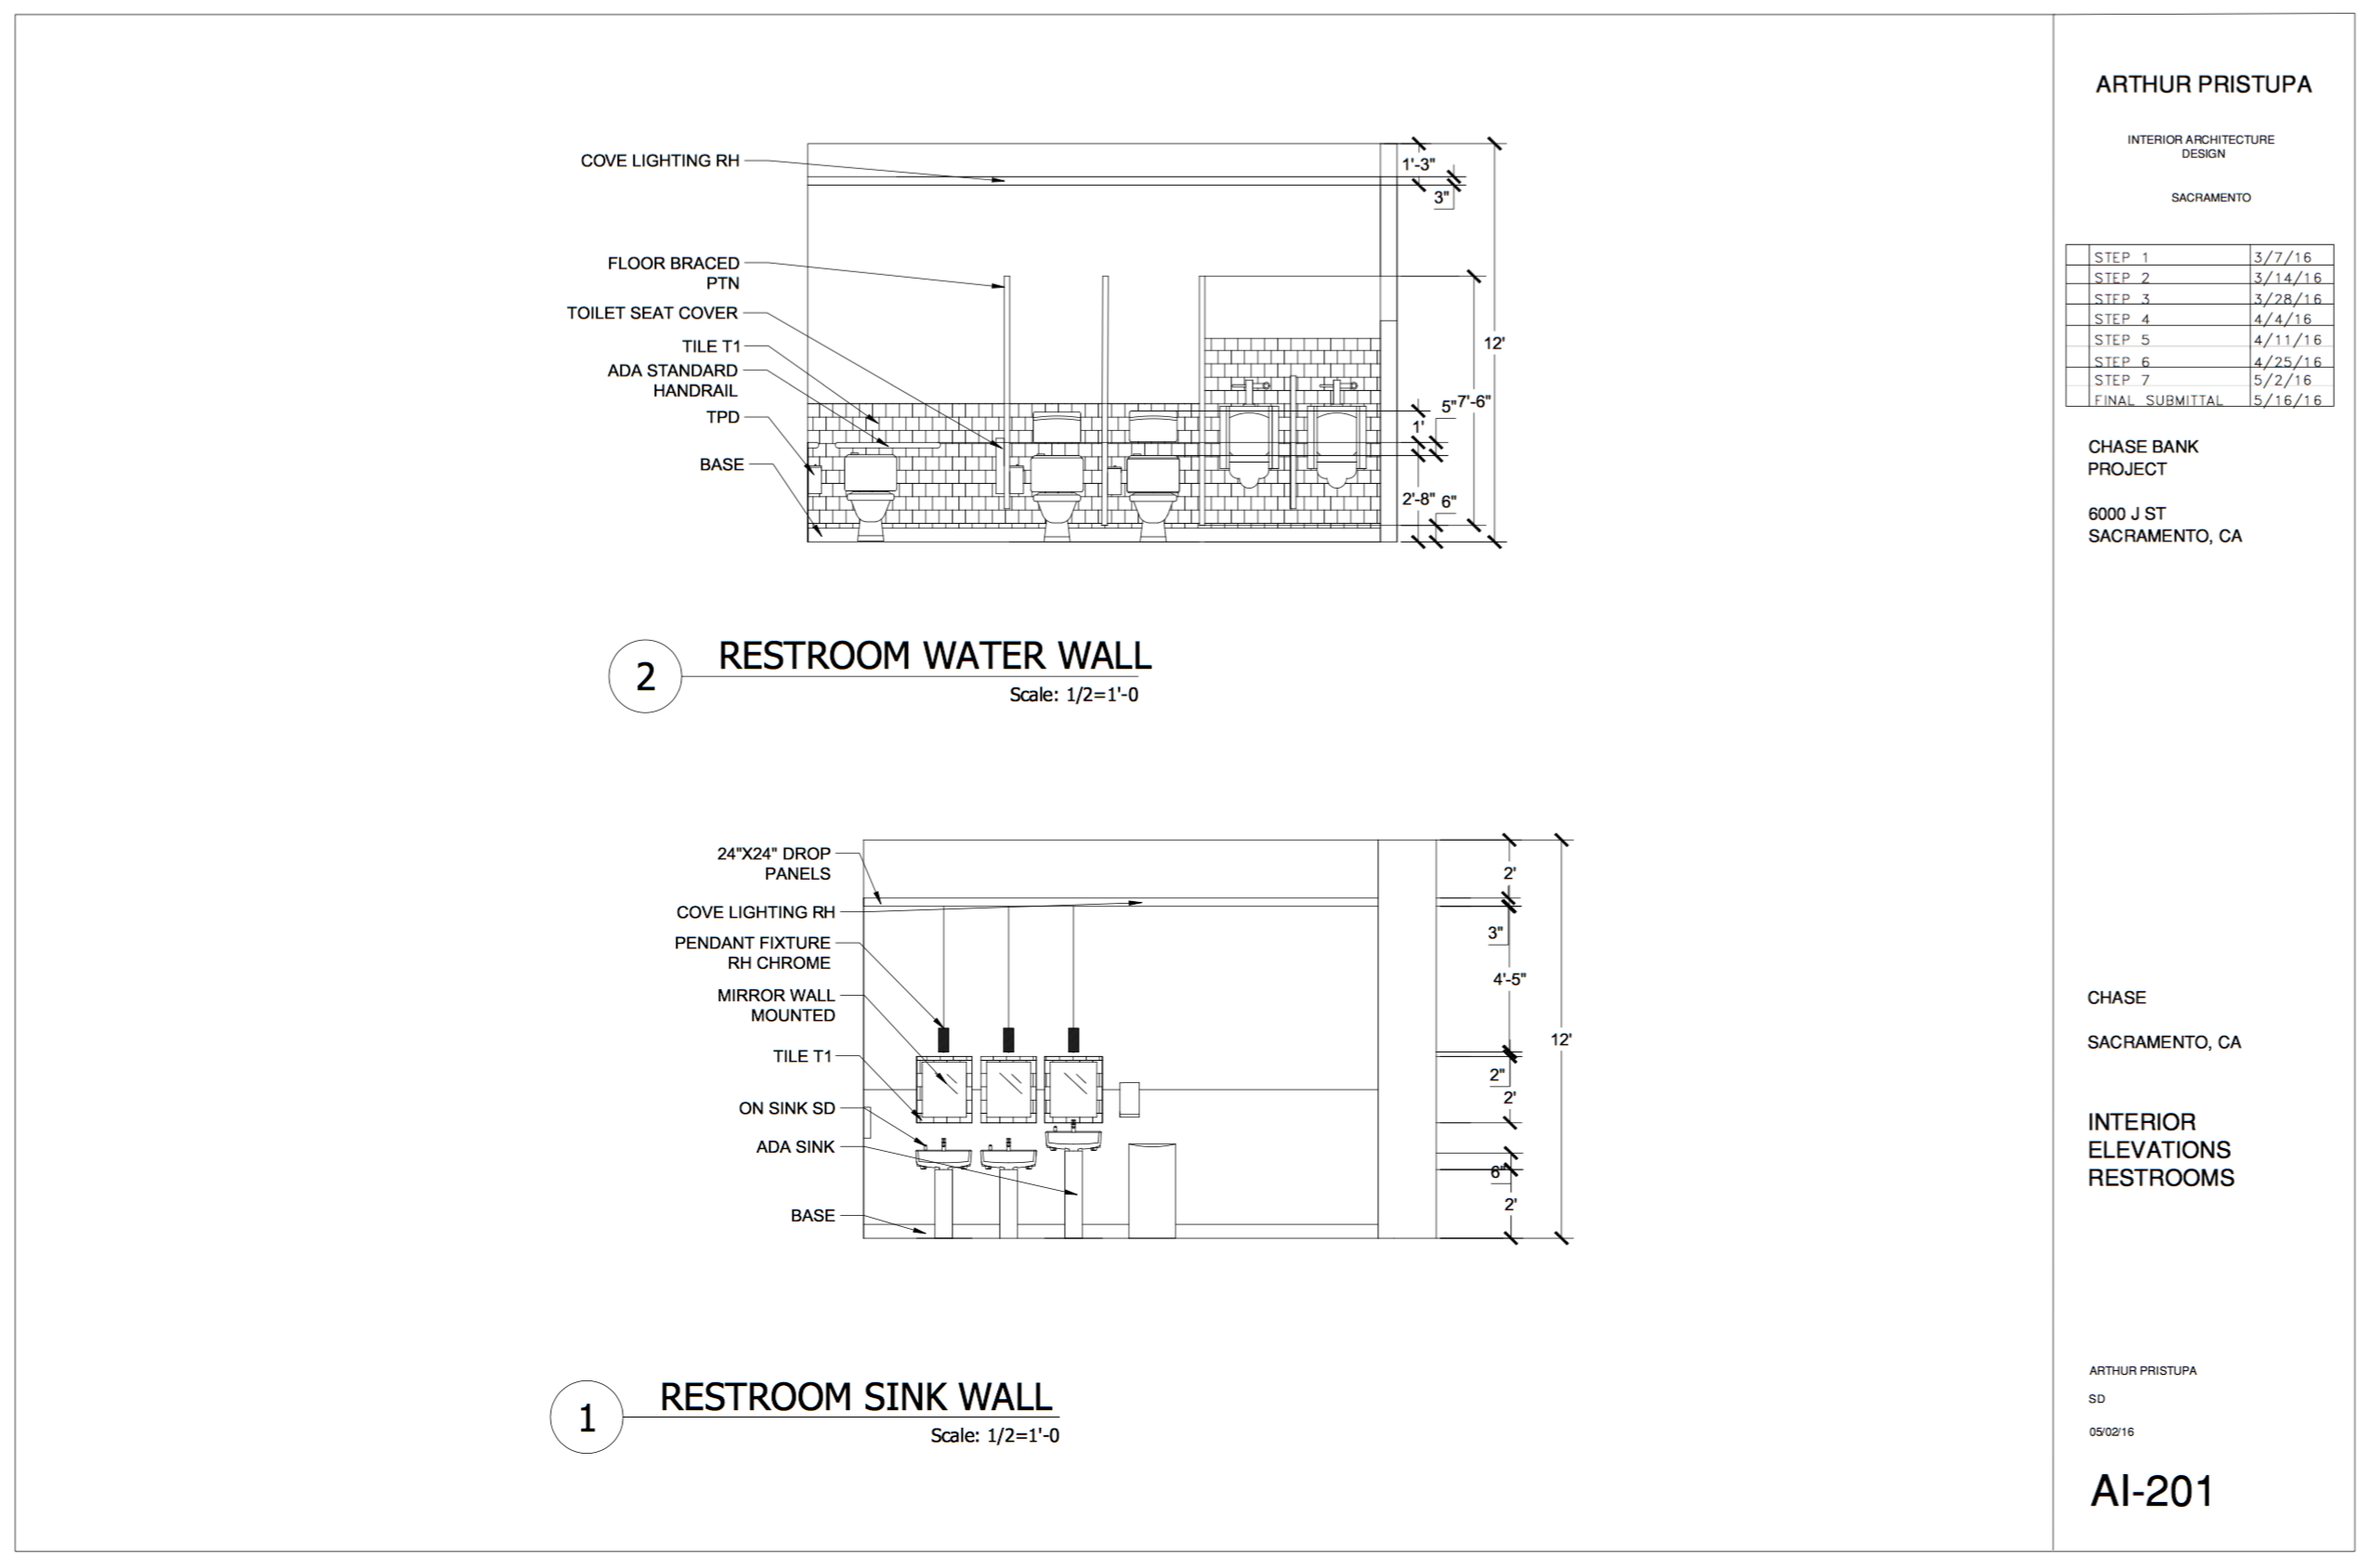 COVE LIGHTING RH
FLOOR BRACED
PTN
TOILET SEAT COVER
TILE T1
ADA STANDARD
HANDRAIL
TPD
BASE
1'-3"
3"
12'
5"
7'-6"
1'
2'-8"
6"
2
RESTROOM WATER WALL
Scale: 1/2=1'-0
24"X24" DROP
PANELS
COVE LIGHTING RH
PENDANT FIXTURE
RH CHROME
MIRROR WALL
MOUNTED
TILE T1
ON SINK SD
ADA SINK
BASE
2'
3"
4'-5"
12'
2"
2'
6"
2'
1
RESTROOM SINK WALL
Scale: 1/2=1'-0
ARTHUR PRISTUPA
INTERIOR ARCHITECTURE
DESIGN
SACRAMENTO
STEP 1 3/7/16
STEP 2 3/14/16
STEP 3 3/28/16
STEP 4 4/4/16
STEP 5 4/11/16
STEP 6 4/25/16
STEP 7 5/2/16
FINAL SUBMITTAL 5/16/16
CHASE BANK
PROJECT
6000 J ST
SACRAMENTO, CA
CHASE
SACRAMENTO, CA
INTERIOR
ELEVATIONS
RESTROOMS
ARTHUR PRISTUPA
SD
05/02/16
AI-201